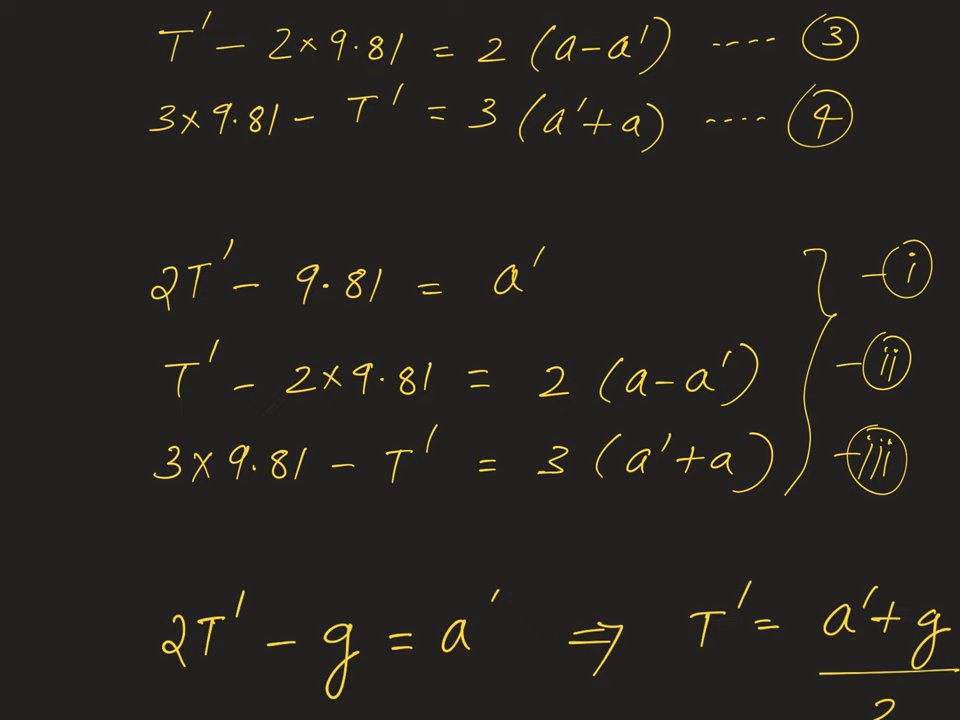 T' - 2×9.81 = 2 (a-a') ---- ③
3×9.81 - T' = 3 (a'+a) ---- ④
2T' - 9.81 = a' } - ⓘ
T' - 2×9.81 = 2 (a-a') - ii
3×9.81 - T' = 3 (a'+a) - iii
2T' - g = a' ⇒ T' = a'+g / 2